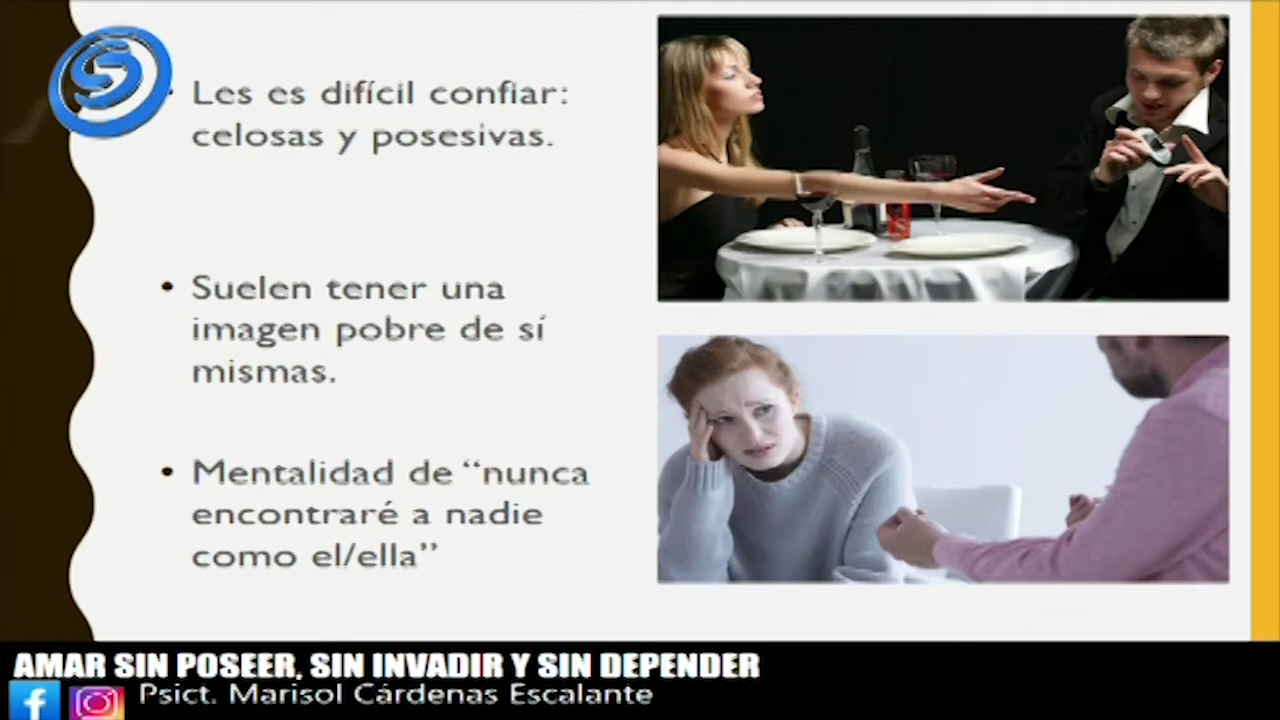 Les es difícil confiar:
celosas y posesivas.
• Suelen tener una
imagen pobre de sí
mismas.
• Mentalidad de “nunca
encontraré a nadie
como el/ella”
AMAR SIN POSEER, SIN INVADIR Y SIN DEPENDER
Psict. Marisol Cárdenas Escalante